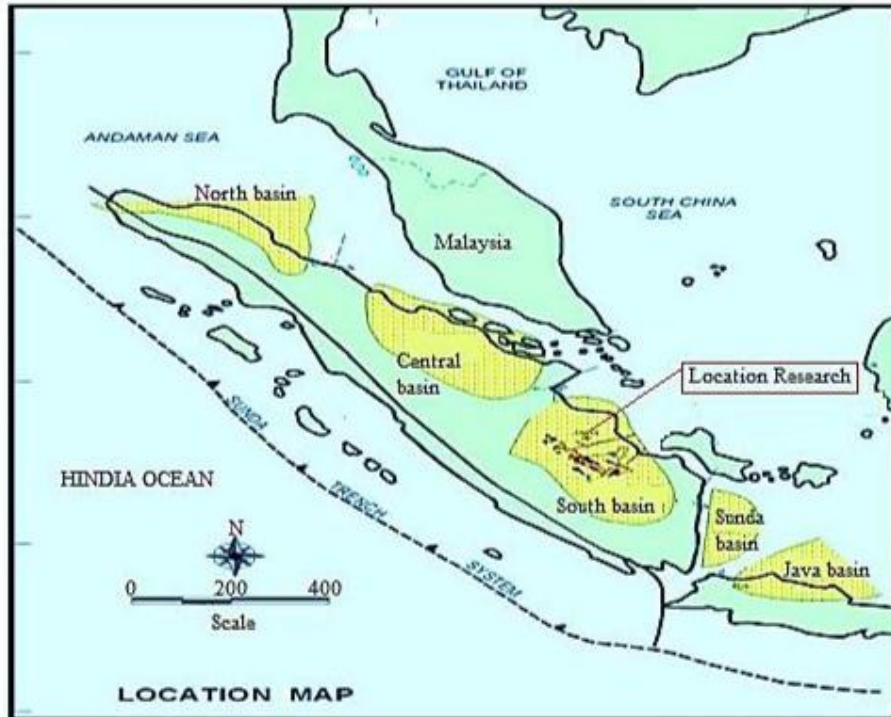 GULF OF
THAILAND
ANDAMAN SEA
North basin
SOUTH CHINA
SEA
Malaysia
Central
basin
Location Research
SUNDA
HINDIA OCEAN
TRENCH
South basin
Sunda
basin
N
Java basin
SYSTEM
0 200 400
Scale
LOCATION MAP